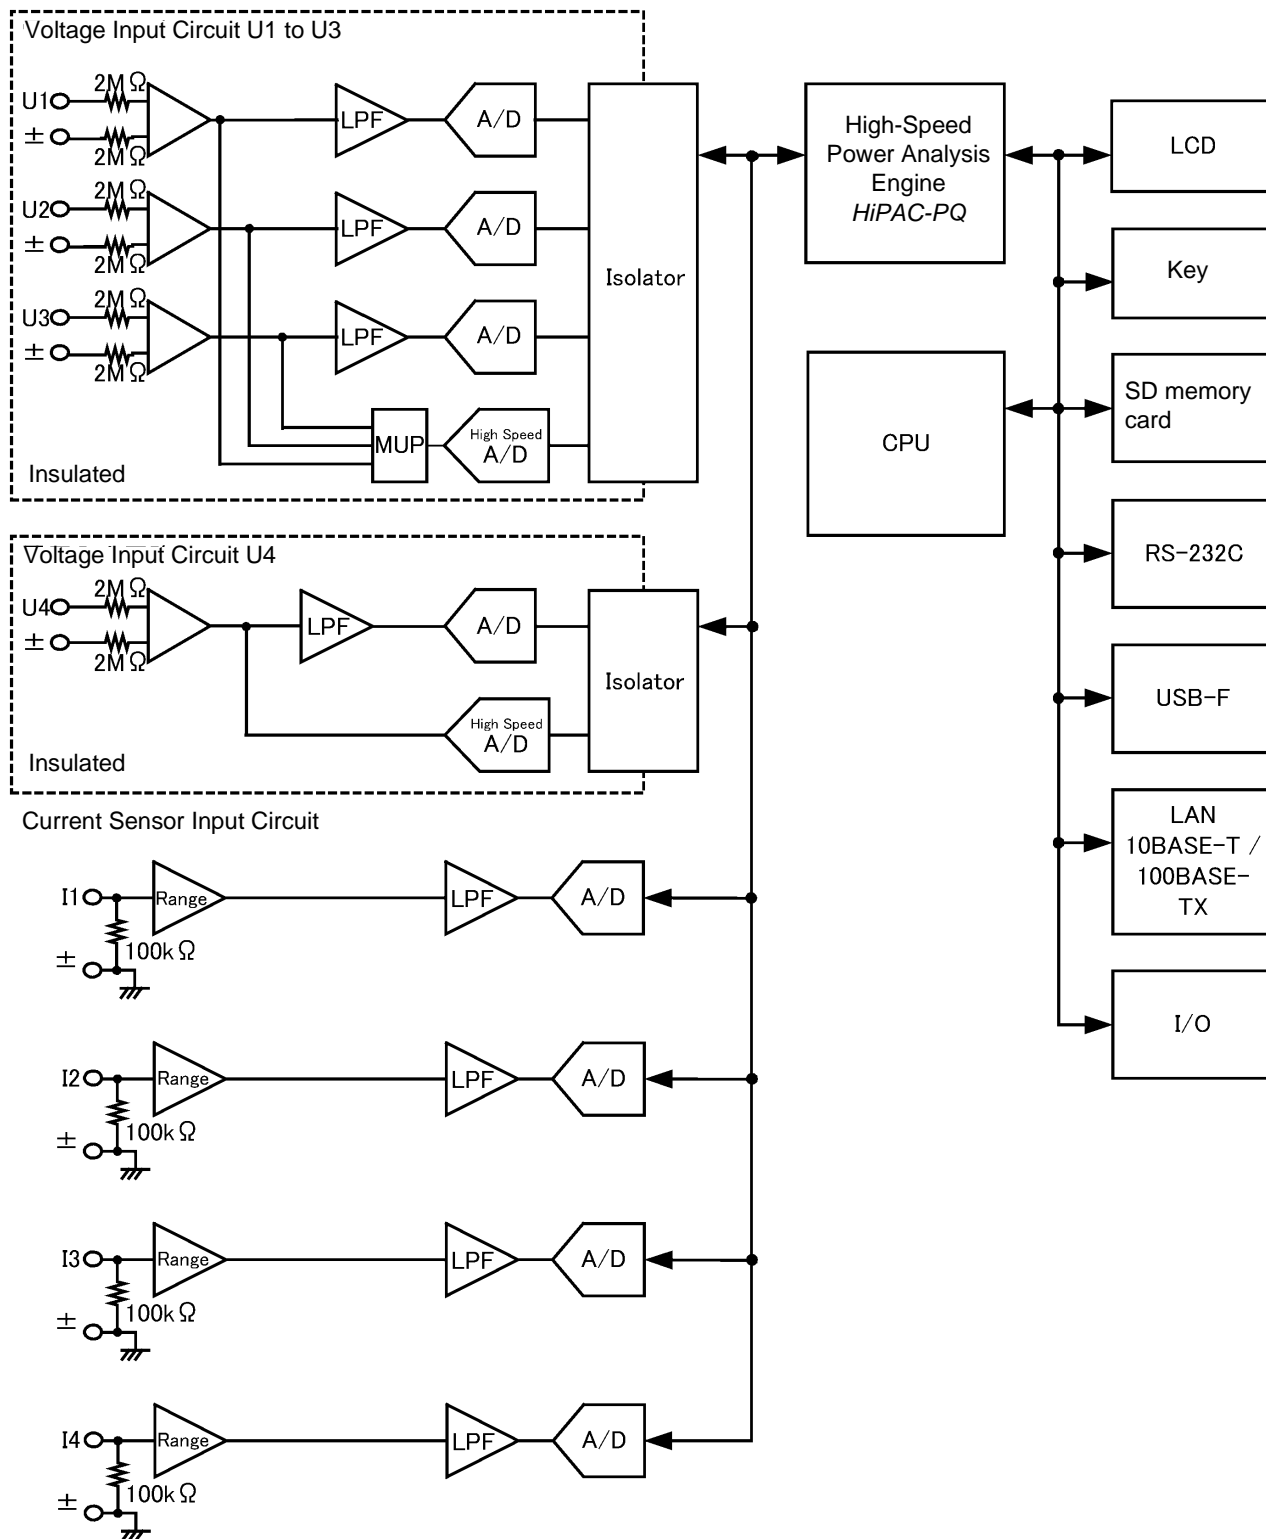 Voltage Input Circuit U1 to U3
2MΩ
U1
±
2MΩ
LPF
A/D
2MΩ
U2
±
2MΩ
LPF
A/D
2MΩ
U3
±
2MΩ
LPF
A/D
MUP
High Speed
A/D
Isolator
Insulated
Voltage Input Circuit U4
2MΩ
U4
±
2MΩ
LPF
A/D
High Speed
A/D
Isolator
Insulated
Current Sensor Input Circuit
I1
Range
LPF
A/D
100kΩ
±
I2
Range
LPF
A/D
100kΩ
±
I3
Range
LPF
A/D
100kΩ
±
I4
Range
LPF
A/D
100kΩ
±
High-Speed
Power Analysis
Engine
HiPAC-PQ
CPU
LCD
Key
SD memory
card
RS-232C
USB-F
LAN
10BASE-T /
100BASE-
TX
I/O